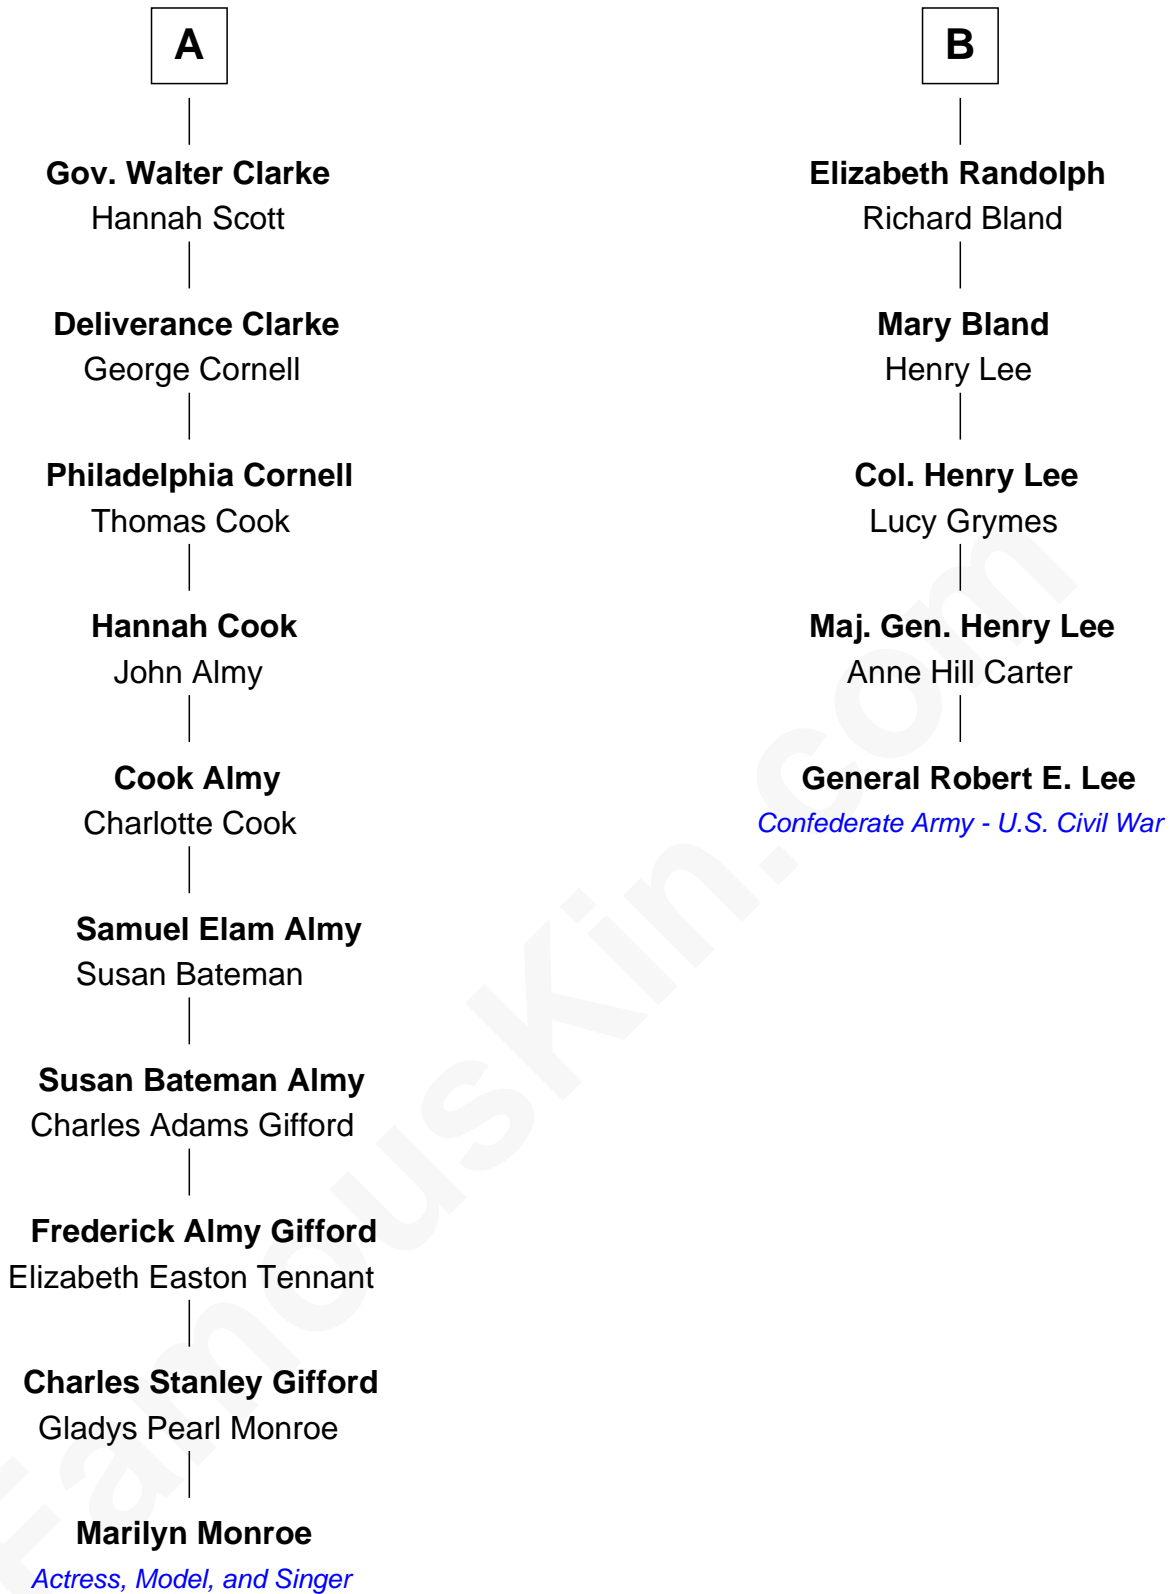 A
Gov. Walter Clarke
Hannah Scott
Deliverance Clarke
George Cornell
Philadelphia Cornell
Thomas Cook
Hannah Cook
John Almy
Cook Almy
Charlotte Cook
Samuel Elam Almy
Susan Bateman
Susan Bateman Almy
Charles Adams Gifford
Frederick Almy Gifford
Elizabeth Easton Tennant
Charles Stanley Gifford
Gladys Pearl Monroe
Marilyn Monroe
Actress, Model, and Singer
B
Elizabeth Randolph
Richard Bland
Mary Bland
Henry Lee
Col. Henry Lee
Lucy Grymes
Maj. Gen. Henry Lee
Anne Hill Carter
General Robert E. Lee
Confederate Army - U.S. Civil War
FamousKin.com